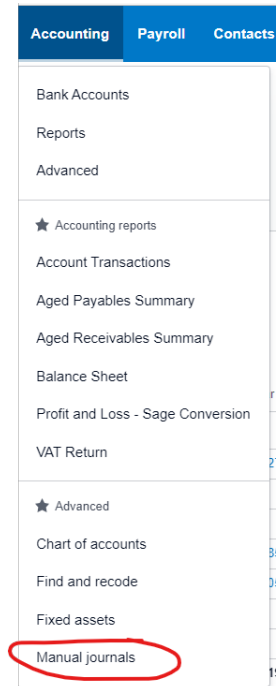 Accounting Payroll Contacts
Bank Accounts
Reports
Advanced
Accounting reports
Account Transactions
Aged Payables Summary
Aged Receivables Summary
Balance Sheet
Profit and Loss - Sage Conversion
VAT Return
Advanced
Chart of accounts
Find and recode
Fixed assets
Manual journals